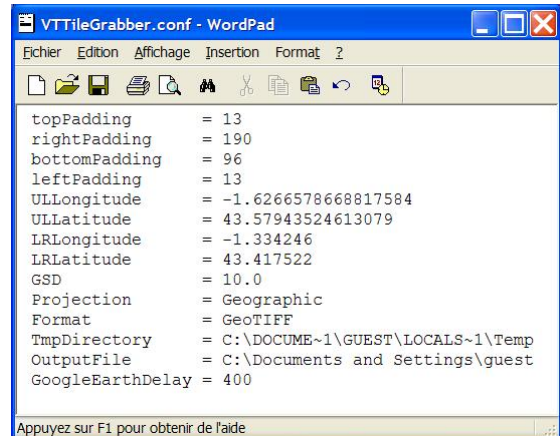 VTTileGrabber.conf - WordPad
Fichier Edition Affichage Insertion Format ?
topPadding = 13
rightPadding = 190
bottomPadding = 96
leftPadding = 13
ULLongitude = -1.6266578668817584
ULLatitude = 43.57943524613079
LRLongitude = -1.334246
LRLatitude = 43.417522
GSD = 10.0
Projection = Geographic
Format = GeoTIFF
TmpDirectory = C:\DOCUME~1\GUEST\LOCALS~1\Temp
OutputFile = C:\Documents and Settings\guest
GoogleEarthDelay = 400
Appuyez sur F1 pour obtenir de l'aide